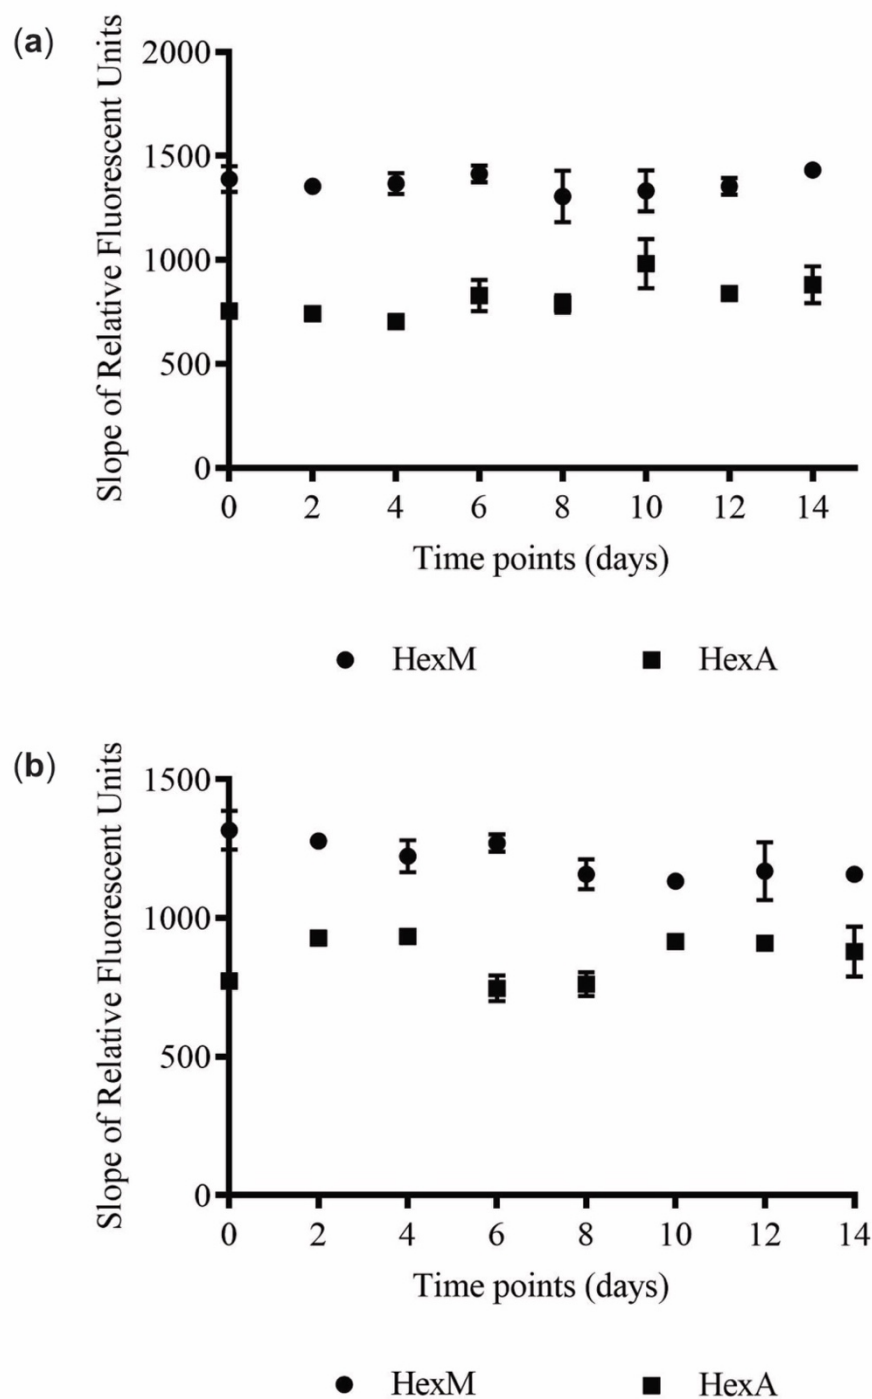 (a)
Slope of Relative Fluorescent Units
2000
1500
1000
500
0
0 2 4 6 8 10 12 14
Time points (days)
HexM HexA
(b)
Slope of Relative Fluorescent Units
1500
1000
500
0
0 2 4 6 8 10 12 14
Time points (days)
HexM HexA